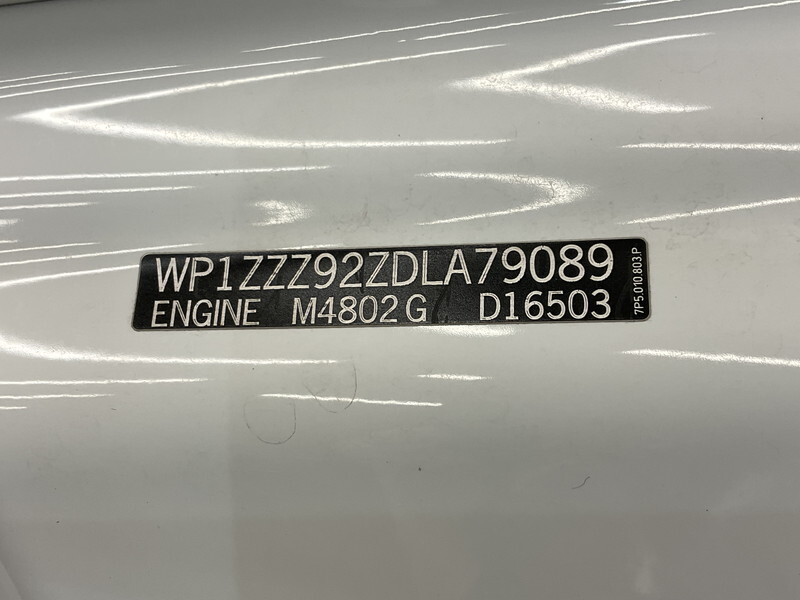 WP1ZZZ92ZDLA79089
ENGINE M4802G D16503
7P5.010.803.P